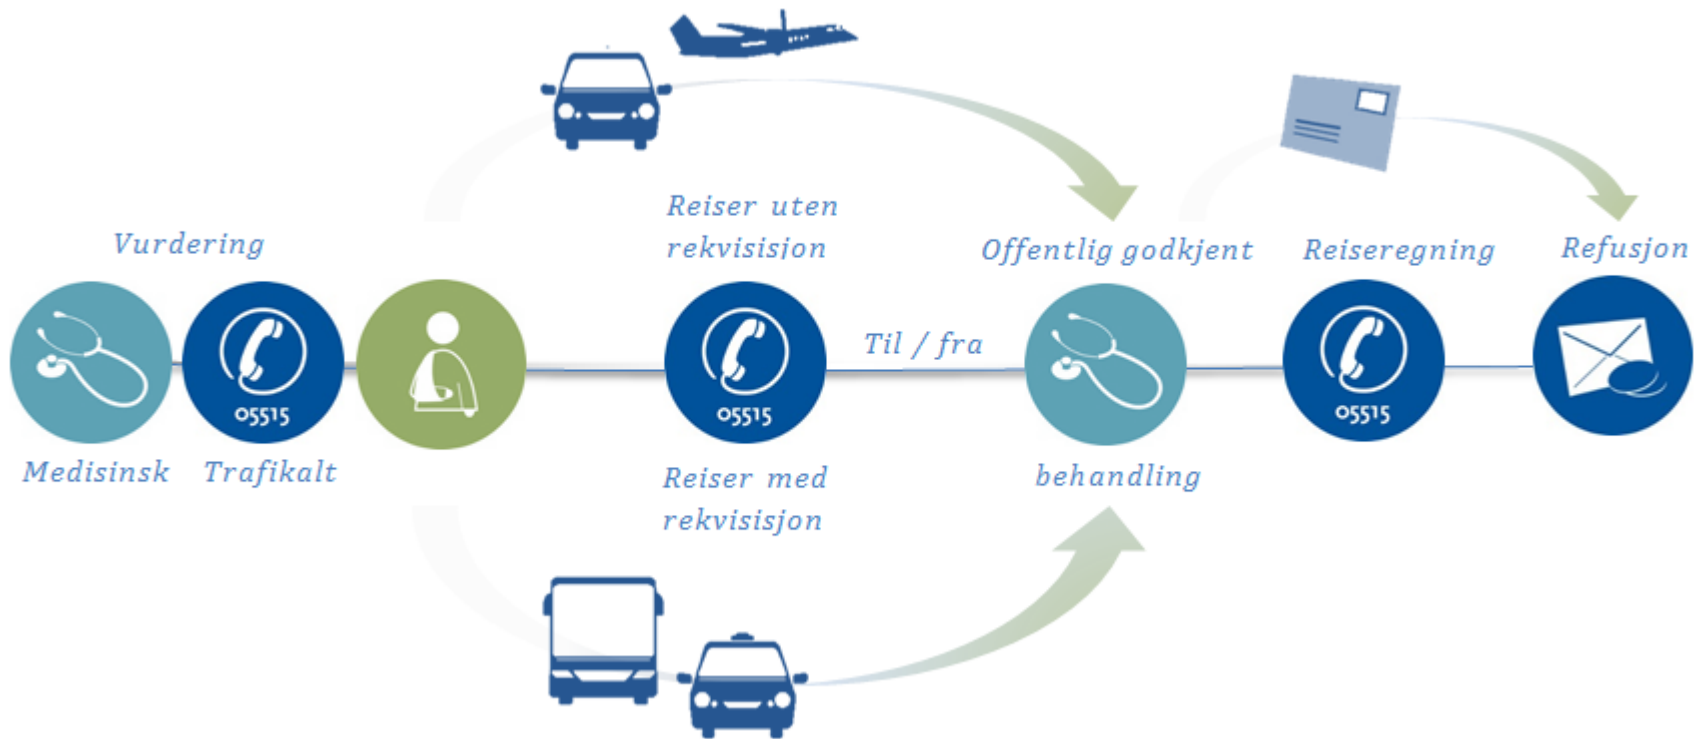 Vurdering
05515
Medisinsk
Trafikalt
Reiser uten
rekvisisjon
05515
Reiser med
rekvisisjon
Til / fra
Offentlig godkjent
behandling
Reiseregning
05515
Refusjon